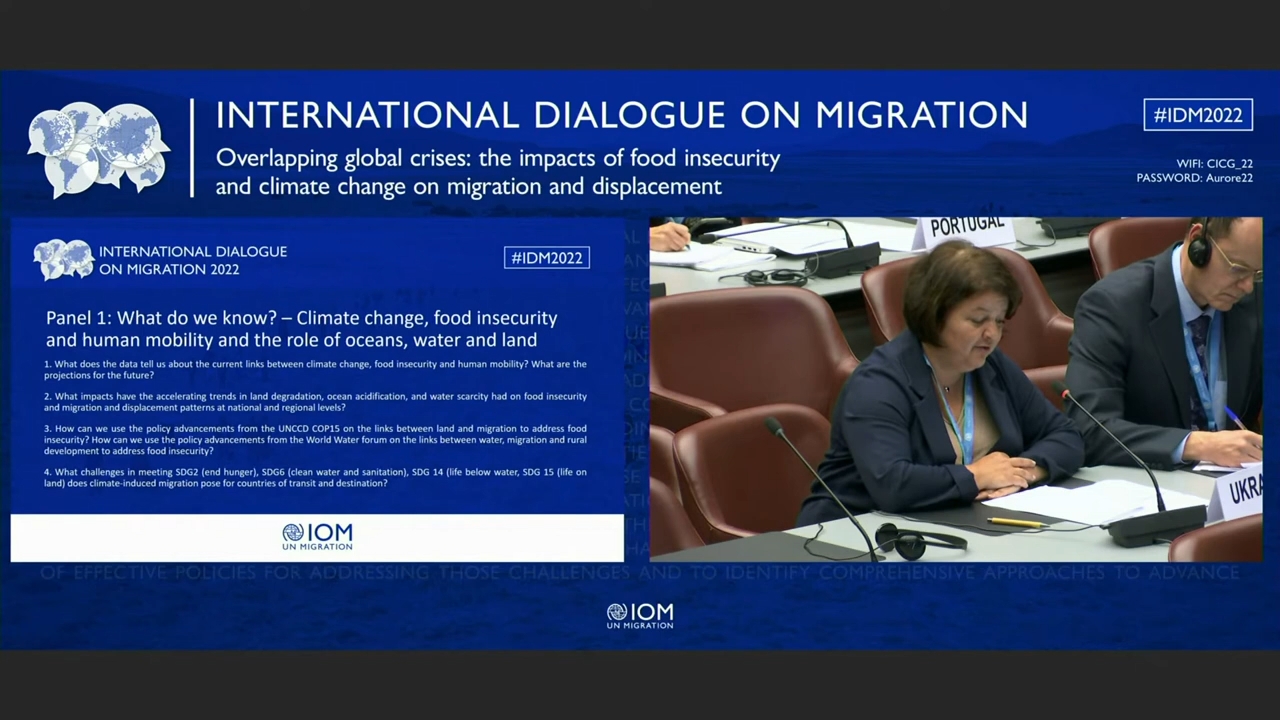 INTERNATIONAL DIALOGUE ON MIGRATION
Overlapping global crises: the impacts of food insecurity
and climate change on migration and displacement
#IDM2022
WIFI: CICG_22
PASSWORD: Aurore22
INTERNATIONAL DIALOGUE
ON MIGRATION 2022
#IDM2022
Panel 1: What do we know? – Climate change, food insecurity
and human mobility and the role of oceans, water and land
1. What does the data tell us about the current links between climate change, food insecurity and human mobility? What are the
projections for the future?
2. What impacts have the accelerating trends in land degradation, ocean acidification, and water scarcity had on food insecurity
and migration and displacement patterns at national and regional levels?
3. How can we use the policy advancements from the UNCCD COP15 on the links between land and migration to address food
insecurity? How can we use the policy advancements from the World Water forum on the links between water, migration and rural
development to address food insecurity?
4. What challenges in meeting SDG2 (end hunger), SDG6 (clean water and sanitation), SDG 14 (life below water, SDG 15 (life on
land) does climate-induced migration pose for countries of transit and destination?
IOM
UN MIGRATION
PORTUGAL
UKRA
OF EFFECTIVE POLICIES FOR ADDRESSING THOSE CHALLENGES AND TO IDENTIFY COMPREHENSIVE APPROACHES TO ADVANCE
IOM
UN MIGRATION